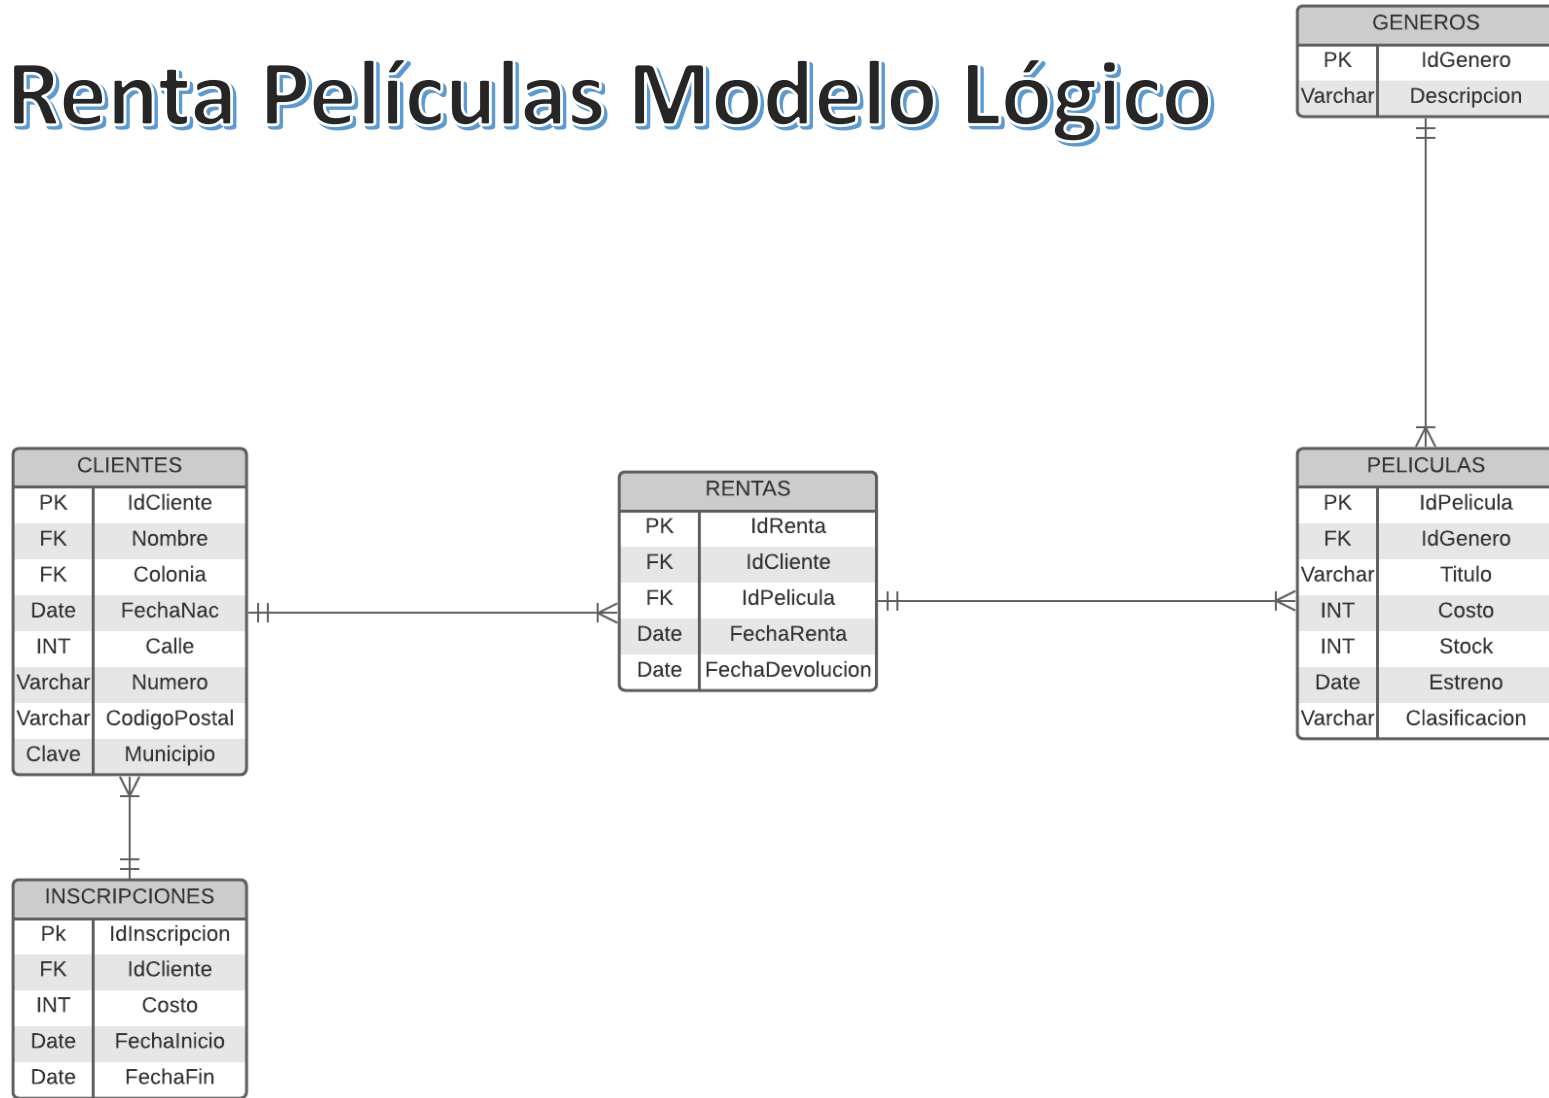 Renta Películas Modelo Lógico
GENEROS
PK IdGenero
Varchar Descripcion
CLIENTES
PK IdCliente
FK Nombre
FK Colonia
Date FechaNac
INT Calle
Varchar Numero
Varchar CodigoPostal
Clave Municipio
RENTAS
PK IdRenta
FK IdCliente
FK IdPelicula
Date FechaRenta
Date FechaDevolucion
PELICULAS
PK IdPelicula
FK IdGenero
Varchar Titulo
INT Costo
INT Stock
Date Estreno
Varchar Clasificacion
INSCRIPCIONES
Pk IdInscripcion
FK IdCliente
INT Costo
Date FechaInicio
Date FechaFin